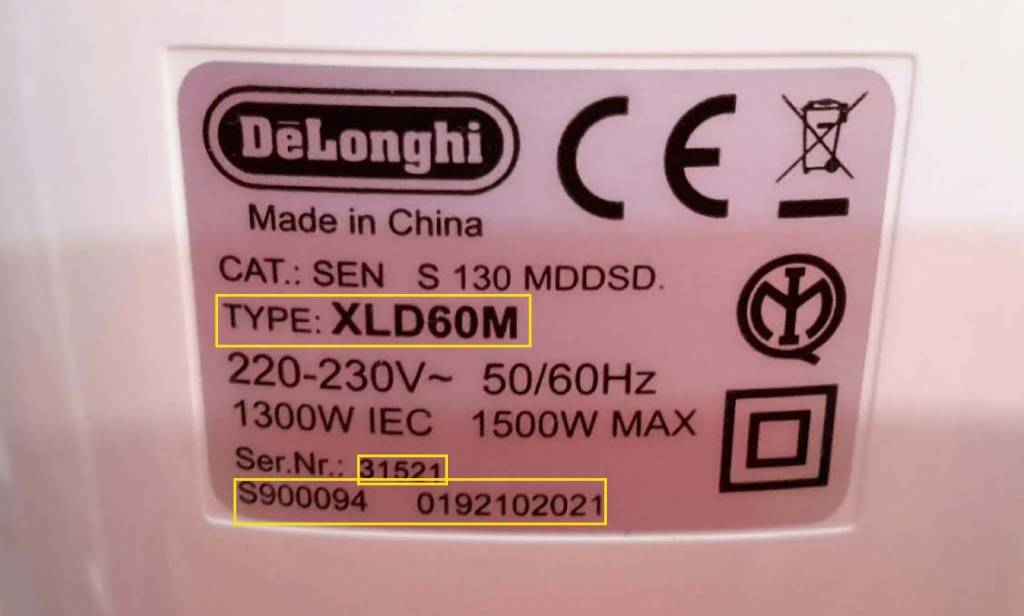 DēLonghi
CE
Made in China
CAT.: SEN S 130 MDDSD.
TYPE: XLD60M
220-230V~ 50/60Hz
1300W IEC 1500W MAX
Ser.Nr.: 31521
S900094 0192102021